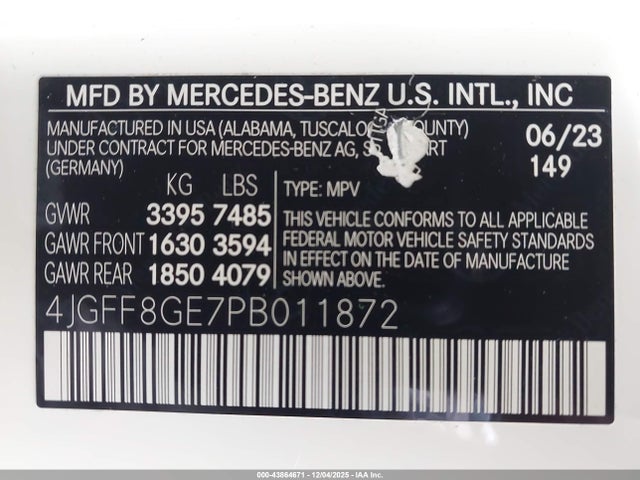 MFD BY MERCEDES-BENZ U.S. INTL., INC
MANUFACTURED IN USA (ALABAMA, COUNTY) 06/23
UNDER CONTRACT FOR MERCEDES-BENZ AG, 149
(GERMANY)
KG LBS TYPE: MPV
GVWR 3395 7485
GAWR FRONT 1630 3594
GAWR REAR 1850 4079
THIS VEHICLE CONFORMS TO ALL APPLICABLE
FEDERAL MOTOR VEHICLE SAFETY STANDARDS
IN EFFECT ON THE DATE OF MANUFACTURE
SHOWN ABOVE.
4JGFF8GE7PB011872
000-43864671 - 12/04/2025 - IAA Inc.